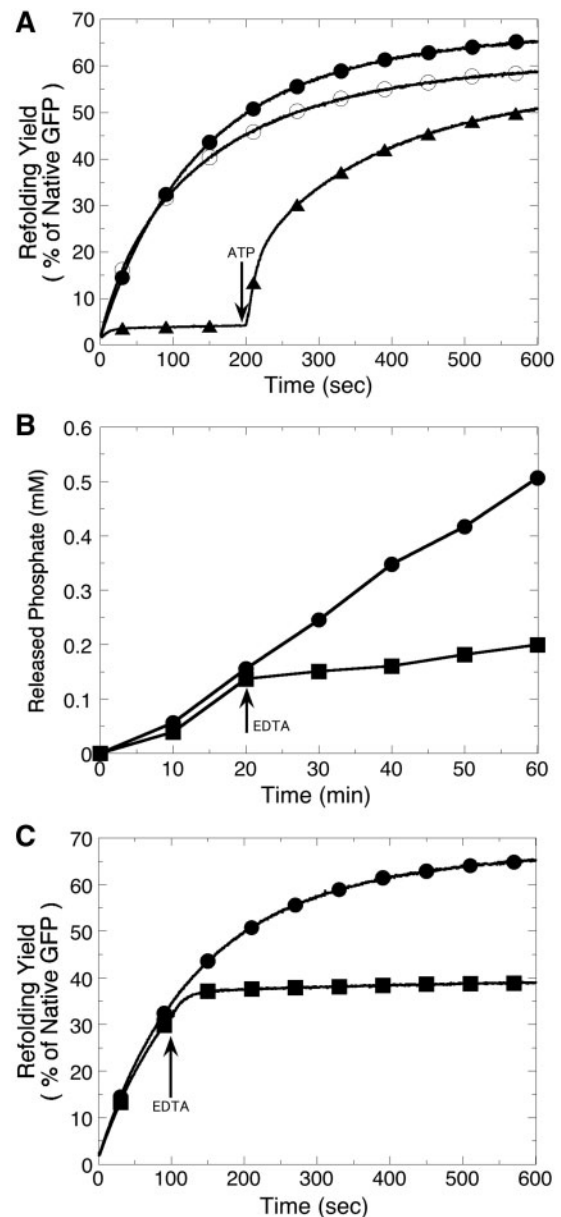 A
70
60
50
40
30
20
10
0
Refolding Yield
( % of Native GFP )
ATP
0 100 200 300 400 500 600
Time (sec)
B
0.6
0.5
0.4
0.3
0.2
0.1
0
Released Phosphate (mM)
EDTA
0 10 20 30 40 50 60
Time (min)
C
70
60
50
40
30
20
10
0
Refolding Yield
( % of Native GFP )
EDTA
0 100 200 300 400 500 600
Time (sec)